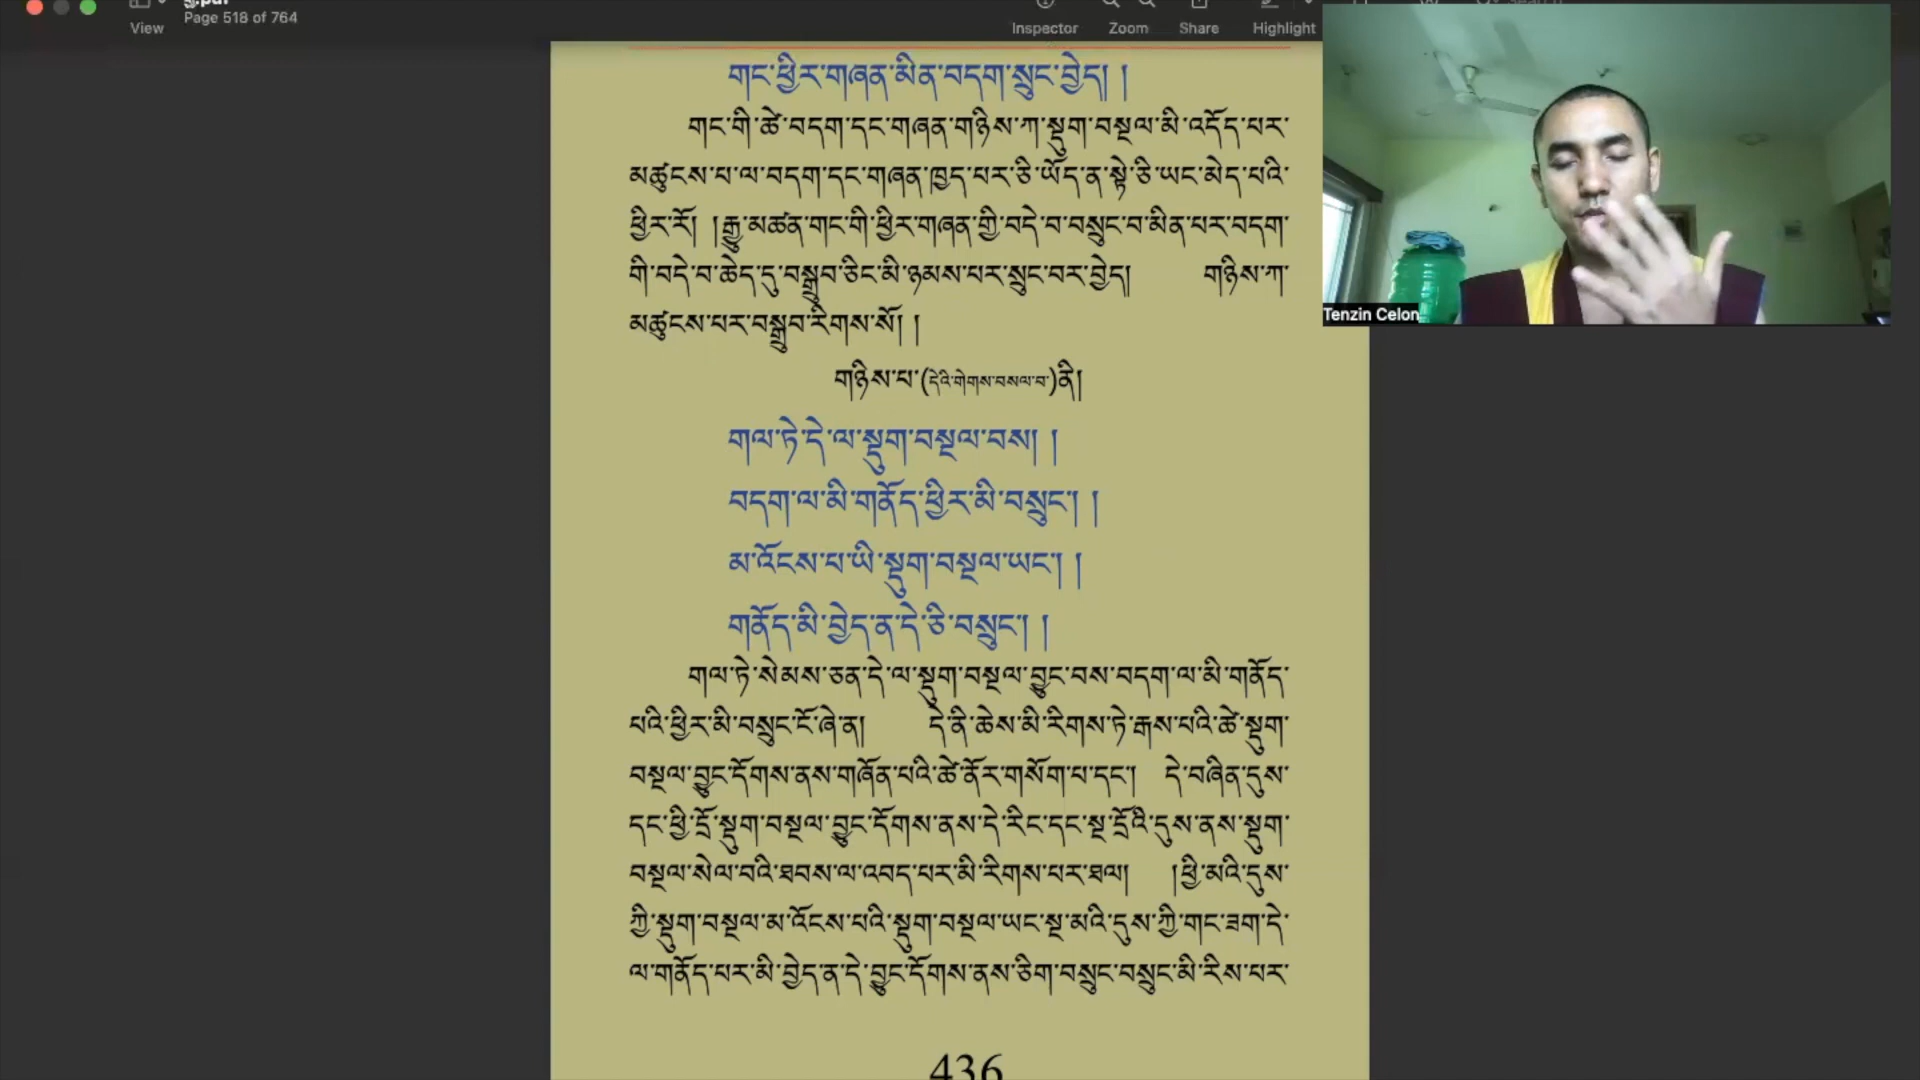 Page 518 of 764
View
Inspector
Zoom
Share
Highlight
གང་ཕྱིར་གཞན་མིན་བདག་སྲུང་བྱེད། །
གང་གི་ཚེ་བདག་དང་གཞན་གཉིས་ཀ་སྡུག་བསྔལ་མི་འདོད་པར་
མཚུངས་པ་ལ་བདག་དང་གཞན་ཁྱད་པར་ཅི་ཡོད་ན་སྟེ་ཅི་ཡང་མེད་པའི་
ཕྱིར་རོ། །རྒྱུ་མཚན་གང་གི་ཕྱིར་གཞན་གྱི་བདེ་བ་བསྲུང་བ་མིན་པར་བདག་
གི་བདེ་བ་ཆེད་དུ་བསྒྲུབ་ཅིང་མི་ཉམས་པར་སྲུང་བར་བྱེད། གཉིས་ཀ་
མཚུངས་པར་བསྒྲུབ་རིགས་སོ། །
གཉིས་པ་(དེའི་གེགས་བསལ་བ་)ནི།
གལ་ཏེ་དེ་ལ་སྡུག་བསྔལ་བས། །
བདག་ལ་མི་གནོད་ཕྱིར་མི་བསྲུང་། །
མ་འོངས་པ་ཡི་སྡུག་བསྔལ་ཡང་། །
གནོད་མི་བྱེད་ན་དེ་ཅི་བསྲུང་། །
གལ་ཏེ་སེམས་ཅན་དེ་ལ་སྡུག་བསྔལ་བྱུང་བས་བདག་ལ་མི་གནོད་
པའི་ཕྱིར་མི་བསྲུང་ངོ་ཞེ་ན། དེ་ནི་ཆེས་མི་རིགས་ཏེ་རྒས་པའི་ཚེ་སྡུག་
བསྔལ་བྱུང་དོགས་ནས་གཞོན་པའི་ཚེ་ནོར་གསོག་པ་དང་། དེ་བཞིན་དུས་
དང་ཕྱི་དྲོ་སྡུག་བསྔལ་བྱུང་དོགས་ནས་དེ་རིང་དང་སྔ་དྲོའི་དུས་ནས་སྡུག་
བསྔལ་སེལ་བའི་ཐབས་ལ་འབད་པར་མི་རིགས་པར་ཐལ། །ཕྱི་མའི་དུས་
ཀྱི་སྡུག་བསྔལ་མ་འོངས་པའི་སྡུག་བསྔལ་ཡང་སྔ་མའི་དུས་ཀྱི་གང་ཟག་དེ་
ལ་གནོད་པར་མི་བྱེད་ན་དེ་བྱུང་དོགས་ནས་ཅིག་བསྲུང་བསྲུང་མི་རིས་པར་
436
Tenzin Celon